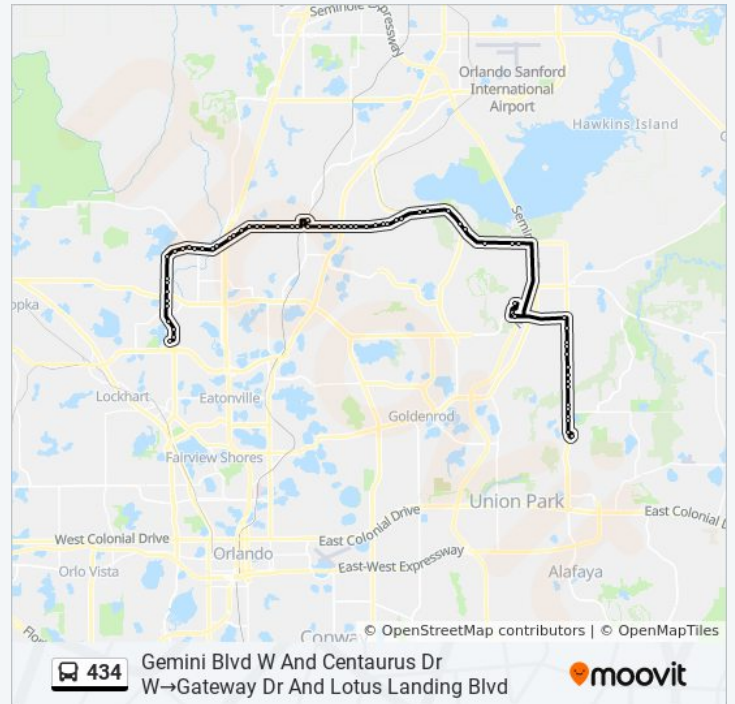 Seminole Expressway
Orlando Sanford
International
Airport
Hawkins Island
Semin
opka
Lockhart
Eatonville
Goldenrod
Fairview Shores
Union Park
West Colonial Drive
East Colonial Drive
East Colonial D
Orlando
East-West Expressway
Orlo Vista
Alafaya
Conway
© OpenStreetMap contributors | © OpenMapTiles
434
Gemini Blvd W And Centaurus Dr
W→Gateway Dr And Lotus Landing Blvd
moovit